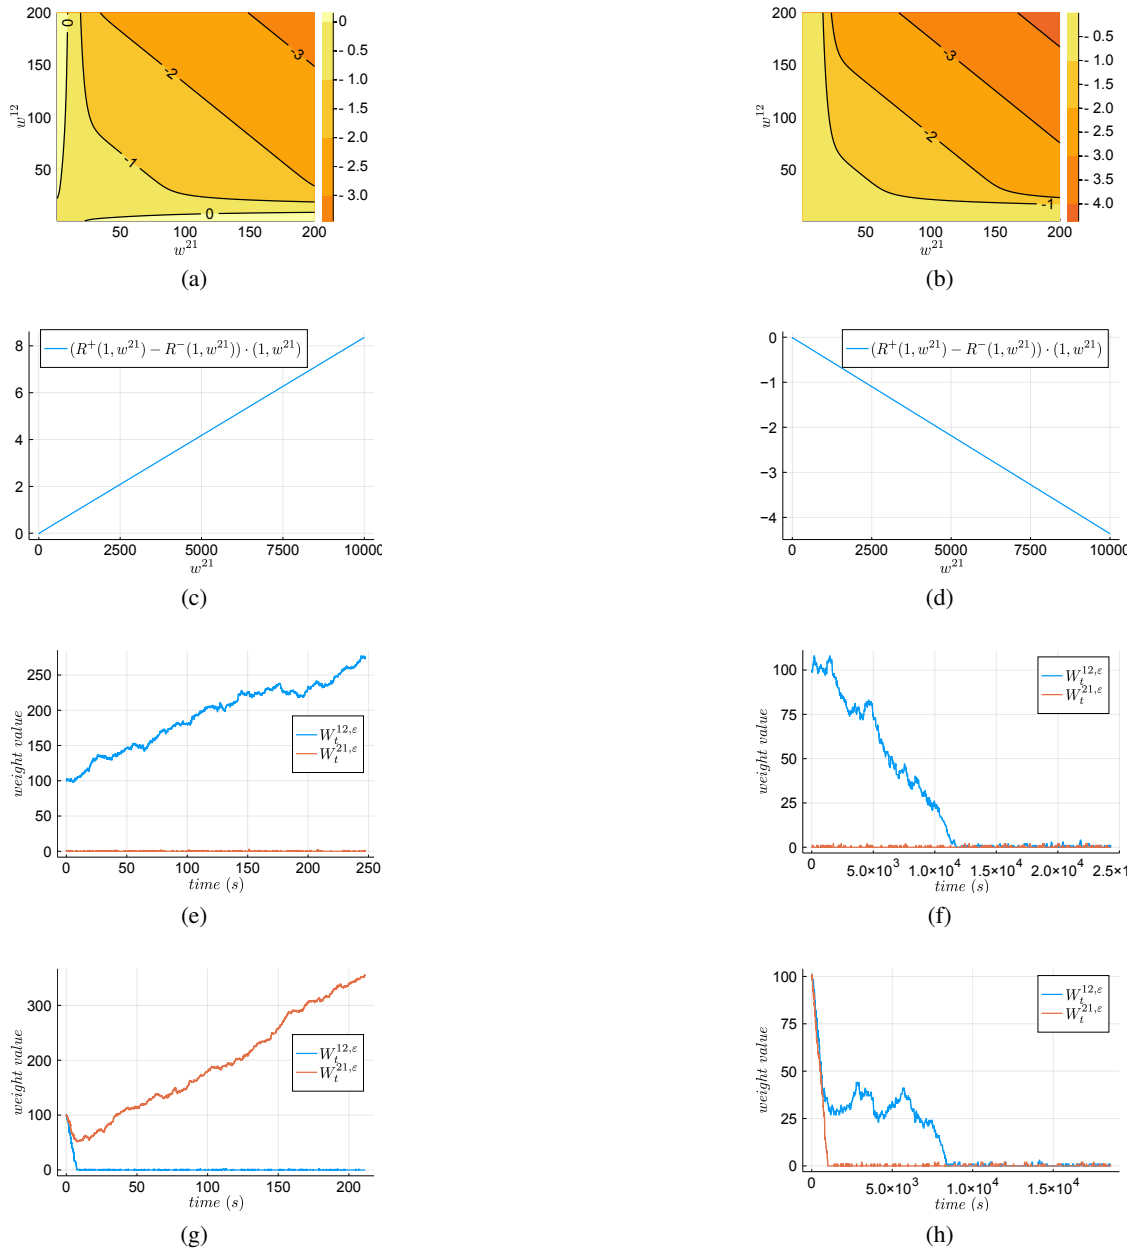 200
150
100
50
w^{12}
0
-1
-2
-3
0
50 100 150 200
w^{21}
0
- 0.5
- 1.0
- 1.5
- 2.0
- 2.5
- 3.0
(a)
200
150
100
50
w^{12}
-1
-2
-3
50 100 150 200
w^{21}
- 0.5
- 1.0
- 1.5
- 2.0
- 2.5
- 3.0
- 3.5
- 4.0
(b)
(R^+(1, w^{21}) − R^−(1, w^{21})) · (1, w^{21})
8
6
4
2
0
0 2500 5000 7500 10000
w^{21}
(c)
(R^+(1, w^{21}) − R^−(1, w^{21})) · (1, w^{21})
0
−1
−2
−3
−4
0 2500 5000 7500 10000
w^{21}
(d)
250
200
150
100
50
0
weight value
W_t^{12,ε}
W_t^{21,ε}
0 50 100 150 200 250
time (s)
(e)
100
75
50
25
0
weight value
W_t^{12,ε}
W_t^{21,ε}
0 5.0×10^3 1.0×10^4 1.5×10^4 2.0×10^4
time (s)
(f)
300
200
100
0
weight value
W_t^{12,ε}
W_t^{21,ε}
0 50 100 150 200
time (s)
(g)
100
75
50
25
0
weight value
W_t^{12,ε}
W_t^{21,ε}
0 5.0×10^3 1.0×10^4 1.5×10^4
time (s)
(h)